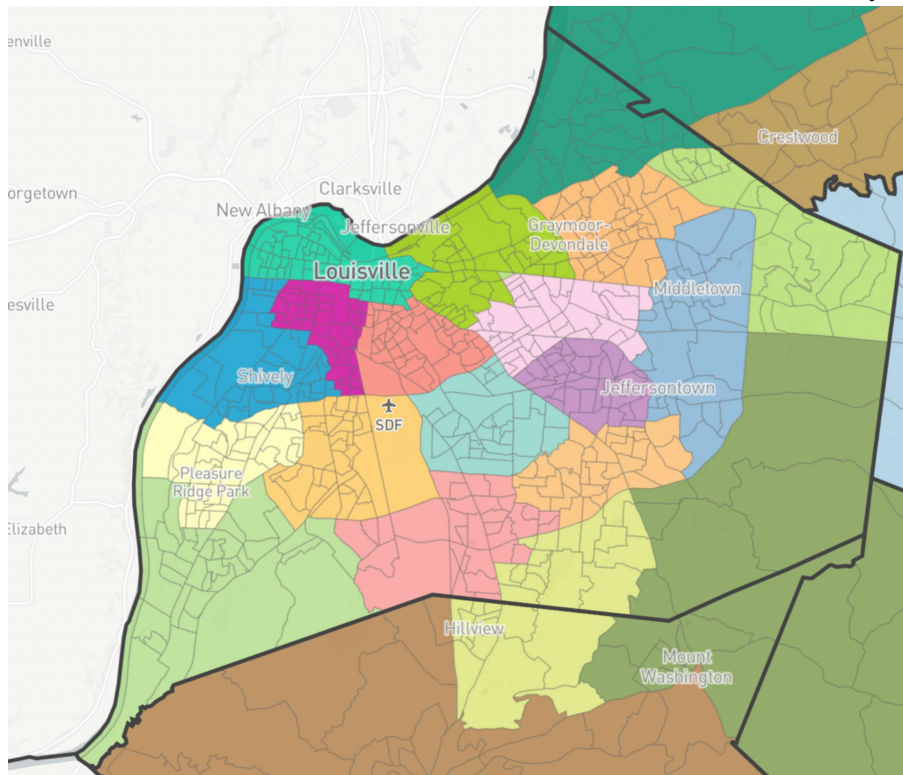 enville
Crestwood
Clarksville
orgetown
New Albany
Jeffersonville
Graymoor-
Devondale
Louisville
Middletown
esville
Shively
Jeffersontown
SDF
Pleasure
Ridge Park
Elizabeth
Hillview
Mount
Washington